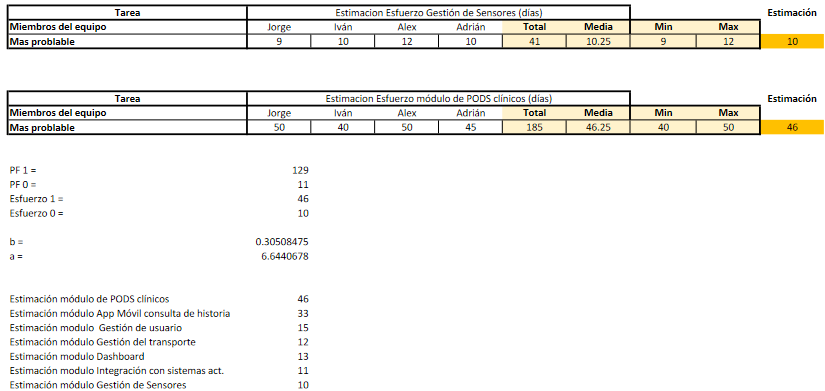 Tarea Estimacion Esfuerzo Gestión de Sensores (días) Estimación
Miembros del equipo Jorge Iván Alex Adrián Total Media Min Max
Mas problable 9 10 12 10 41 10.25 9 12 10
Tarea Estimacion Esfuerzo módulo de PODS clínicos (días) Estimación
Miembros del equipo Jorge Iván Alex Adrián Total Media Min Max
Mas problable 50 40 50 45 185 46.25 40 50 46
PF 1 = 129
PF 0 = 11
Esfuerzo 1 = 46
Esfuerzo 0 = 10
b = 0.30508475
a = 6.6440678
Estimación módulo de PODS clínicos 46
Estimación módulo App Móvil consulta de historia 33
Estimación modulo Gestión de usuario 15
Estimación módulo Gestión del transporte 12
Estimación modulo Dashboard 13
Estimación modulo Integración con sistemas act. 11
Estimación módulo Gestión de Sensores 10